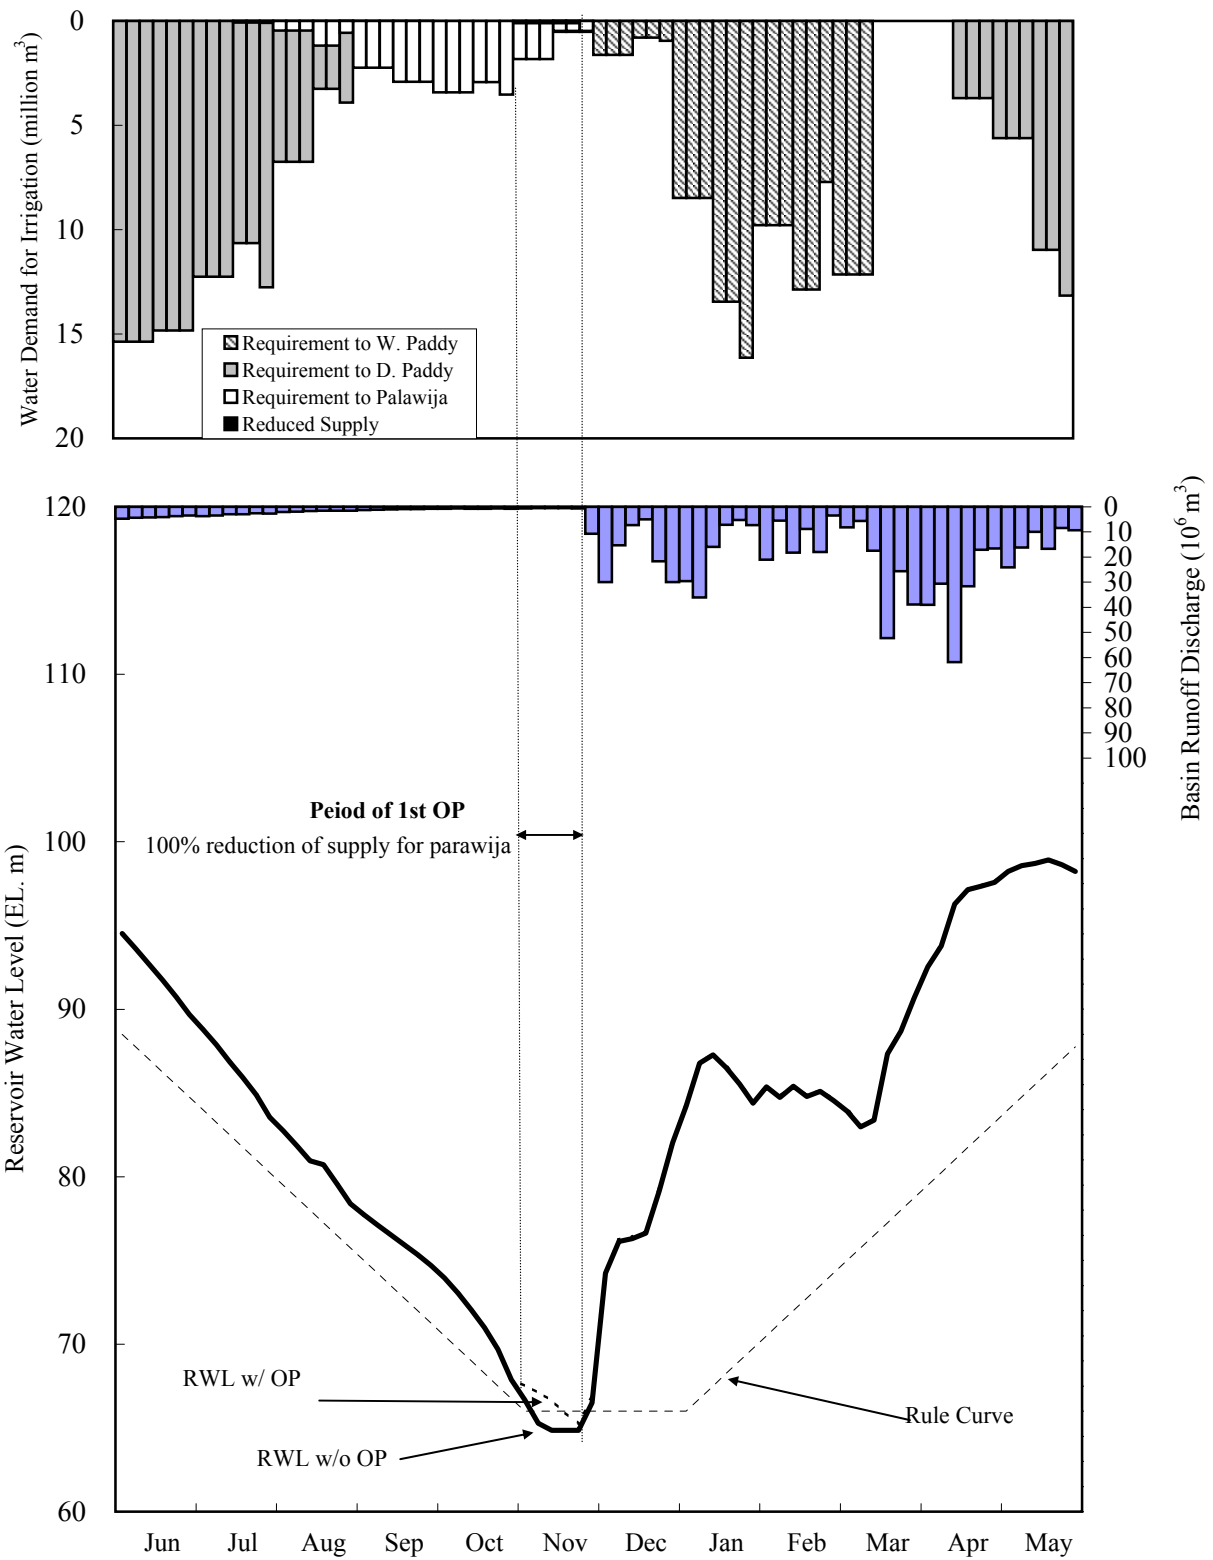 Water Demand for Irrigation (million m³)
0
5
10
15
20
Requirement to W. Paddy
Requirement to D. Paddy
Requirement to Palawija
Reduced Supply
Reservoir Water Level (EL. m)
120
110
100
90
80
70
60
Basin Runoff Discharge (10⁶ m³)
0
10
20
30
40
50
60
70
80
90
100
Peiod of 1st OP
100% reduction of supply for parawija
RWL w/ OP
RWL w/o OP
Rule Curve
Jun Jul Aug Sep Oct Nov Dec Jan Feb Mar Apr May